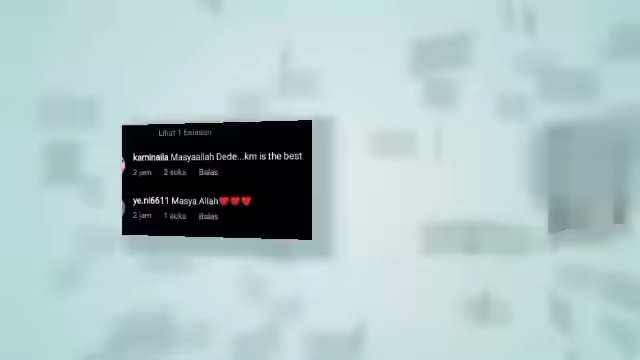 Lihat 1 balasan
karninaila Masyaallah Dede...km is the best
2 jam 2 suka Balas
ye.ni6611 Masya Allah❤️❤️❤️
2 jam 1 suka Balas